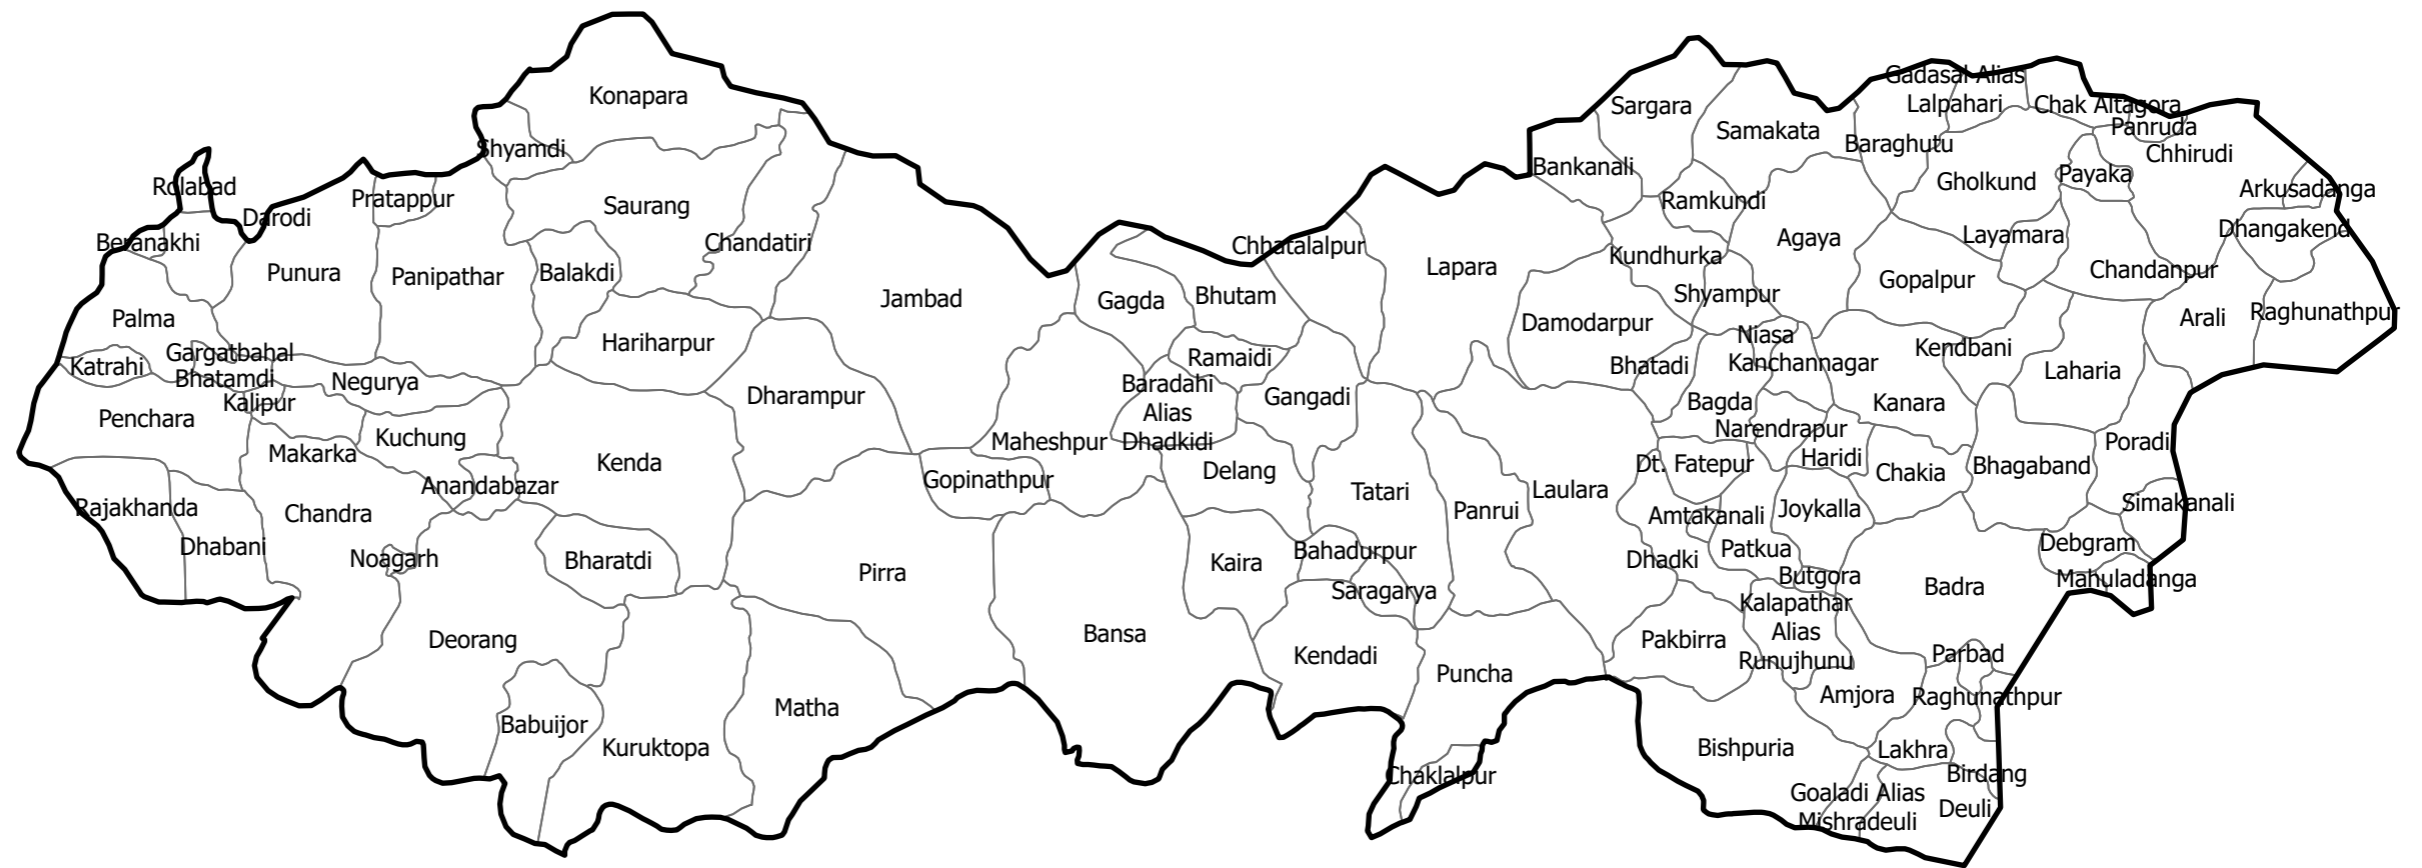 Konapara
Shyamdi
Rolabad
Darodi
Pratappur
Saurang
Beranakhi
Chandatiri
Punura
Panipathar
Balakdi
Palma
Hariharpur
Katrahi
Gargatbahal
Bhatamdi
Negurya
Kalipur
Penchara
Kuchung
Makarka
Kenda
Anandabazar
Rajakhanda
Chandra
Dhabani
Noagarh
Bharatdi
Deorang
Babuijor
Kuruktopa
Matha
Jambad
Dharampur
Maheshpur
Gopinathpur
Pirra
Bansa
Chhatalalpur
Gagda
Bhutam
Ramaidi
Baradahi
Alias
Dhadkidi
Gangadi
Delang
Tatari
Kaira
Bahadurpur
Saragarya
Kendadi
Puncha
Chaklalpur
Panrui
Laulara
Lapara
Damodarpur
Bhatadi
Sargara
Bankanali
Samakata
Ramkundi
Kundhurka
Shyampur
Agaya
Niasa
Kanchannagar
Bagda
Narendrapur
Haridi
Dt. Fatepur
Amtakanali
Joykalla
Dhadki
Patkua
Butgora
Kalapathar
Alias
Runujhunu
Pakbirra
Amjora
Bishpuria
Goaladi Alias
Mishradeuli
Lakhra
Birdang
Deuli
Raghunathpur
Parbad
Badra
Chakia
Kanara
Kendbani
Gopalpur
Layamara
Gholkund
Baraghutu
Gadasal Alias
Lalpahari
Chak Altagora
Panruda
Chhirudi
Payaka
Arkusadanga
Dhangakend
Chandanpur
Arali
Raghunathpur
Laharia
Poradi
Bhagaband
Simakanali
Debgram
Mahuladanga